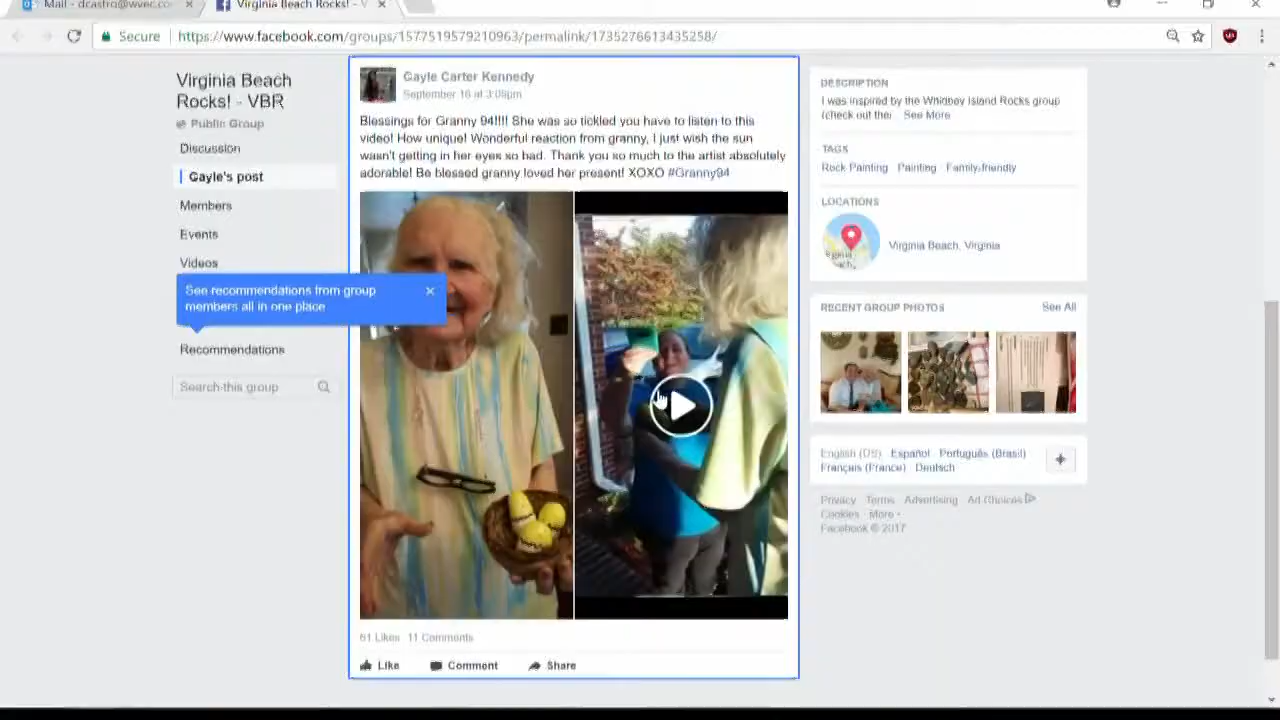 Mail - dcastro@wvec.co
Virginia Beach Rocks! - V
Secure
https://www.facebook.com/groups/1577519579210963/permalink/1735276613435258/
Virginia Beach
Rocks! - VBR
Public Group
Discussion
Gayle's post
Members
Events
Videos
See recommendations from group
members all in one place
Recommendations
Search this group
Gayle Carter Kennedy
September 16 at 3:09pm
Blessings for Granny 94!!!! She was so tickled you have to listen to this
video! How unique! Wonderful reaction from granny, I just wish the sun
wasn't getting in her eyes so bad. Thank you so much to the artist absolutely
adorable! Be blessed granny loved her present! XOXO #Granny94
61 Likes 11 Comments
Like Comment Share
DESCRIPTION
I was inspired by the Whidbey Island Rocks group
(check out thei See More
TAGS
Rock Painting Painting Family-friendly
LOCATIONS
Virginia Beach, Virginia
RECENT GROUP PHOTOS
See All
English (US) Español Português (Brasil)
Français (France) Deutsch
Privacy Terms Advertising Ad Choices
Cookies More
Facebook © 2017